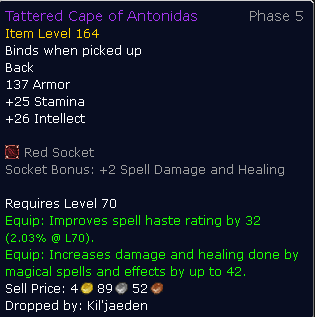 Tattered Cape of Antonidas Phase 5
Item Level 164
Binds when picked up
Back
137 Armor
+25 Stamina
+26 Intellect
Red Socket
Socket Bonus: +2 Spell Damage and Healing
Requires Level 70
Equip: Improves spell haste rating by 32
(2.03% @ L70).
Equip: Increases damage and healing done by
magical spells and effects by up to 42.
Sell Price: 4 89 52
Dropped by: Kil'jaeden